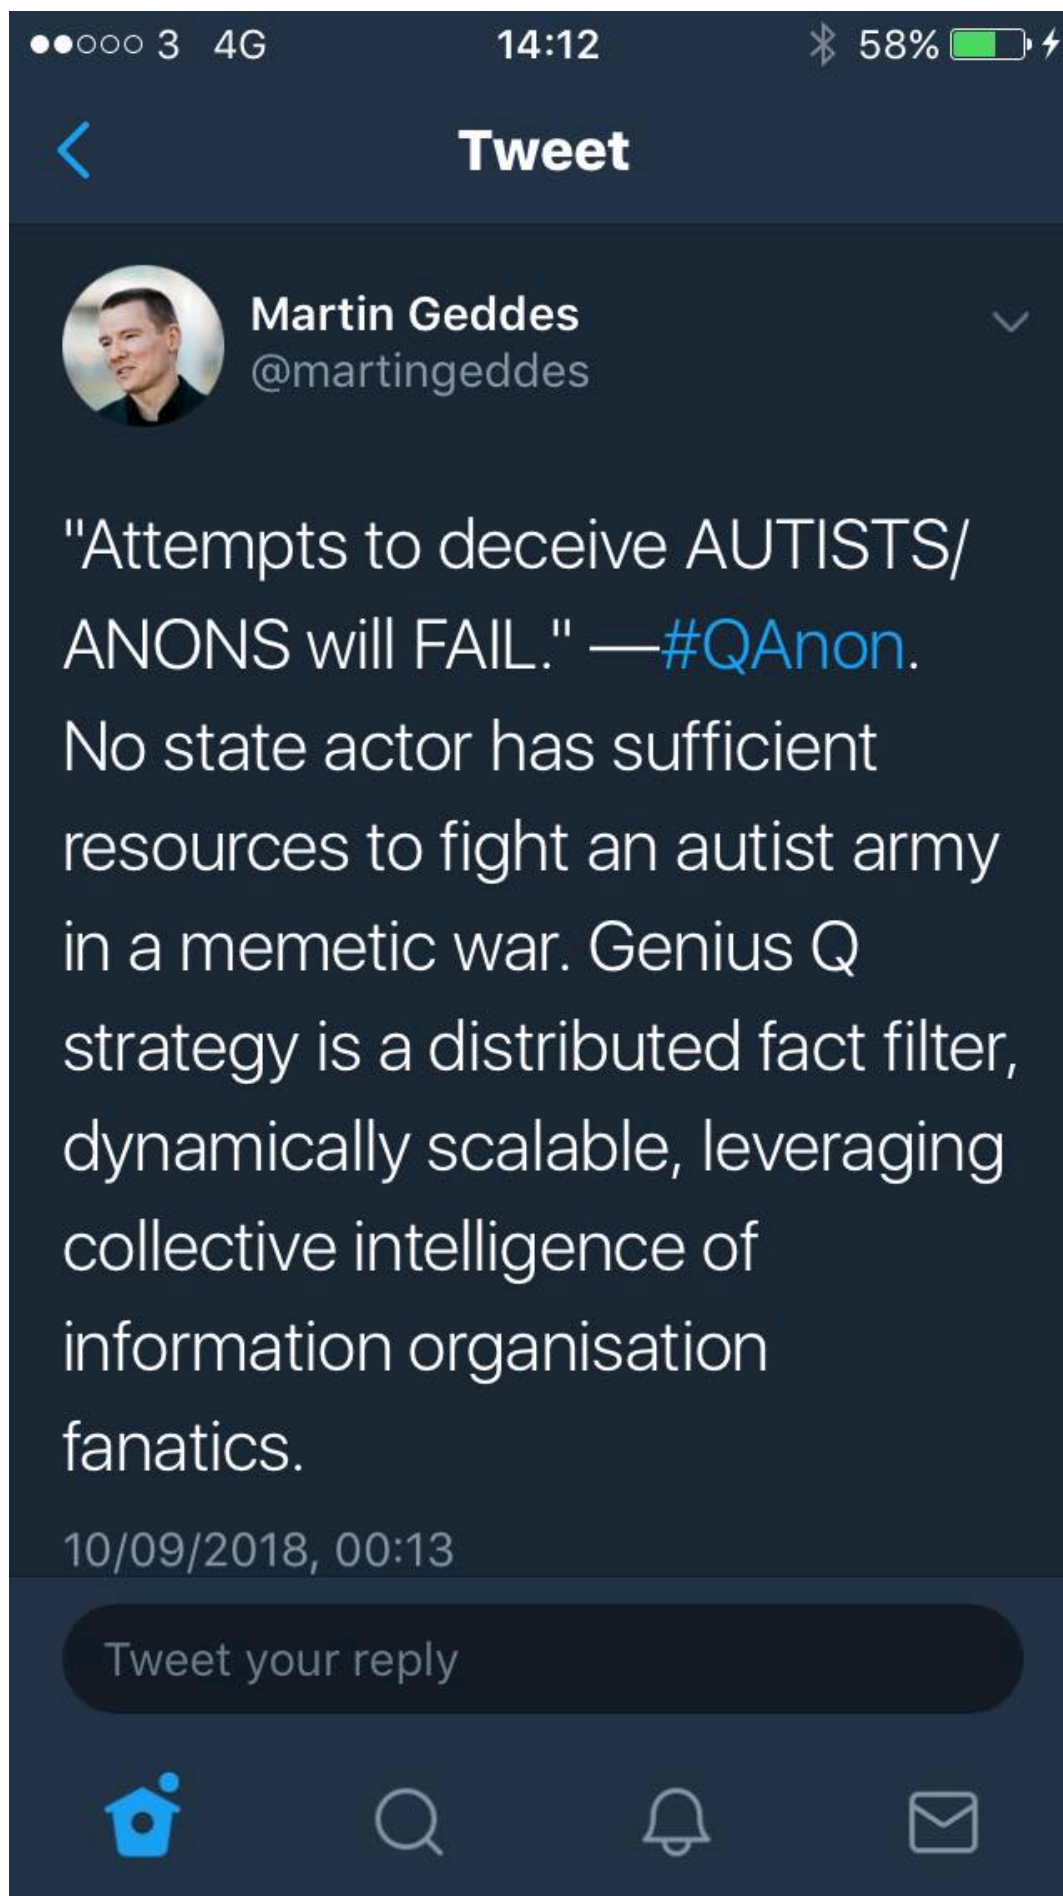 3 4G 14:12 58%
Tweet
Martin Geddes
@martingeddes
"Attempts to deceive AUTISTS/
ANONS will FAIL." —#QAnon.
No state actor has sufficient
resources to fight an autist army
in a memetic war. Genius Q
strategy is a distributed fact filter,
dynamically scalable, leveraging
collective intelligence of
information organisation
fanatics.
10/09/2018, 00:13
Tweet your reply